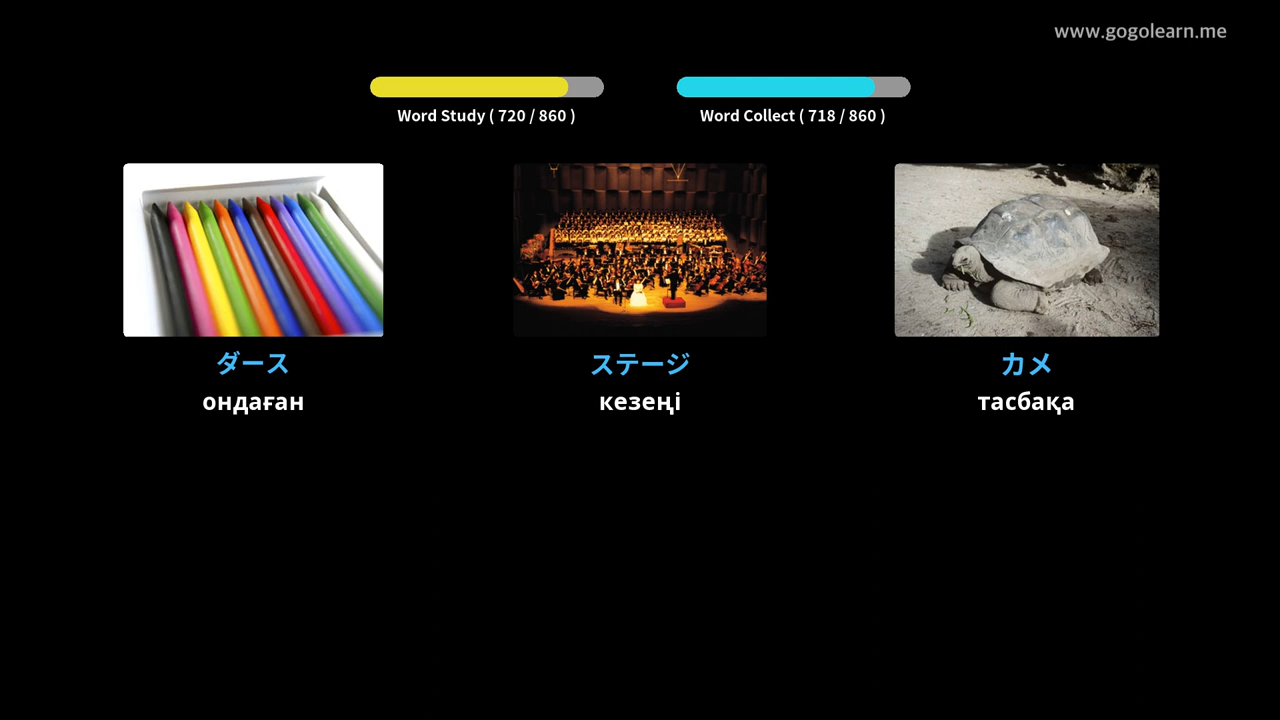 www.gogolearn.me
Word Study ( 720 / 860 )
Word Collect ( 718 / 860 )
ダース
ондаған
ステージ
кезеңі
カメ
тасбақа